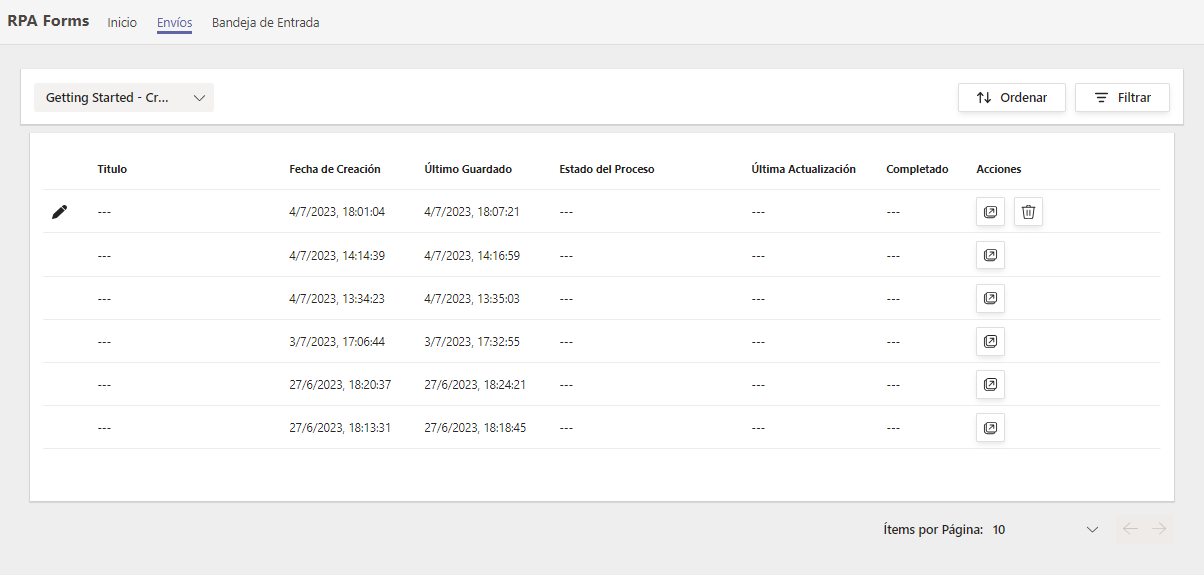 RPA Forms Inicio Envíos Bandeja de Entrada
Getting Started - Cr... Ordenar Filtrar
Titulo Fecha de Creación Último Guardado Estado del Proceso Última Actualización Completado Acciones
--- 4/7/2023, 18:01:04 4/7/2023, 18:07:21 --- --- ---
--- 4/7/2023, 14:14:39 4/7/2023, 14:16:59 --- --- ---
--- 4/7/2023, 13:34:23 4/7/2023, 13:35:03 --- --- ---
--- 3/7/2023, 17:06:44 3/7/2023, 17:32:55 --- --- ---
--- 27/6/2023, 18:20:37 27/6/2023, 18:24:21 --- --- ---
--- 27/6/2023, 18:13:31 27/6/2023, 18:18:45 --- --- ---
Ítems por Página: 10